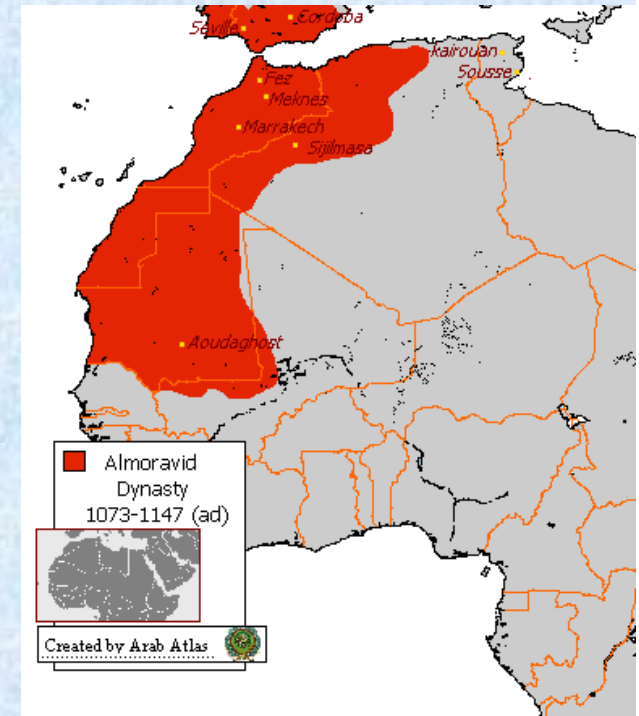 Cordoba
Seville
kairouan
Sousse
Fez
Meknes
Marrakech
Sijilmasa
Aoudaghost
Almoravid
Dynasty
1073-1147 (ad)
Created by Arab Atlas